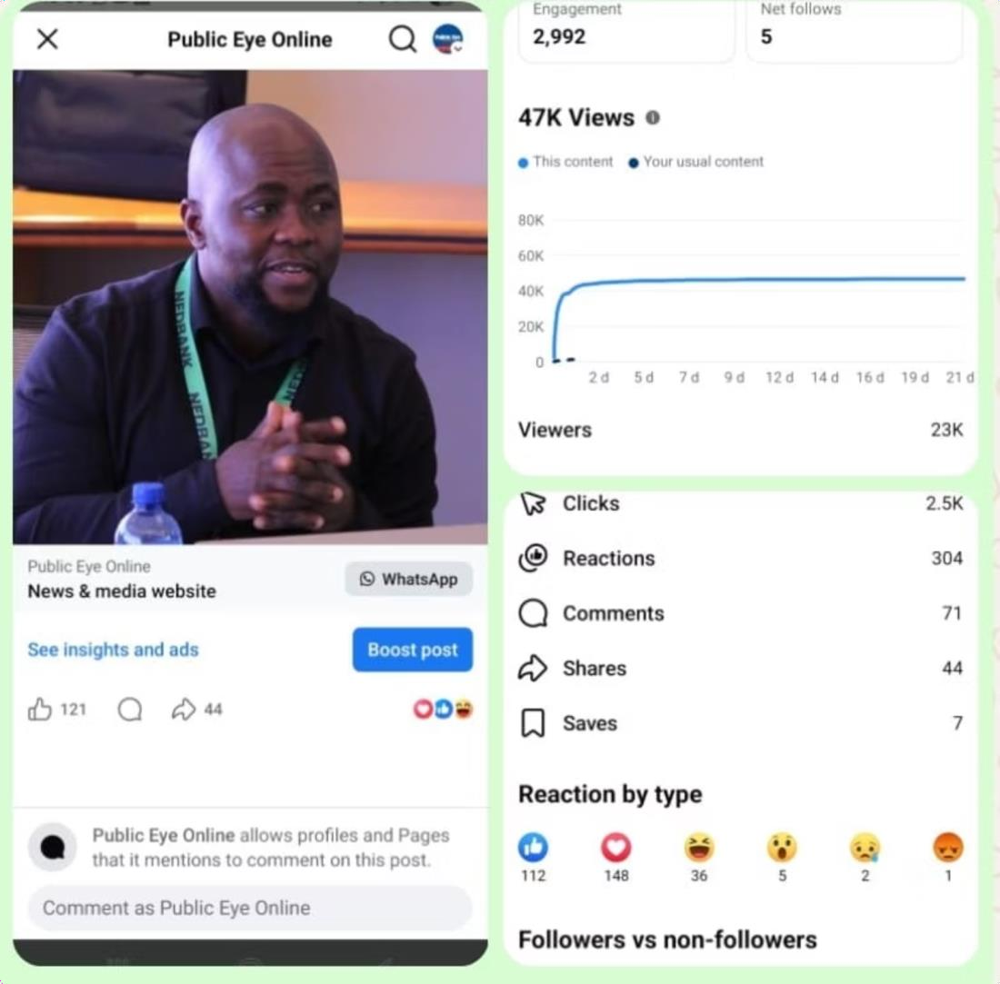 Public Eye Online
NEDBANK
NEDBAN
NEDB
Public Eye Online
News & media website
WhatsApp
See insights and ads
Boost post
121
44
Public Eye Online allows profiles and Pages
that it mentions to comment on this post.
Comment as Public Eye Online
Engagement
2,992
Net follows
5
47K Views
This content
Your usual content
80K
60K
40K
20K
0
2 d 5 d 7 d 9 d 12 d 14 d 16 d 19 d 21 d
Viewers 23K
Clicks 2.5K
Reactions 304
Comments 71
Shares 44
Saves 7
Reaction by type
112 148 36 5 2 1
Followers vs non-followers